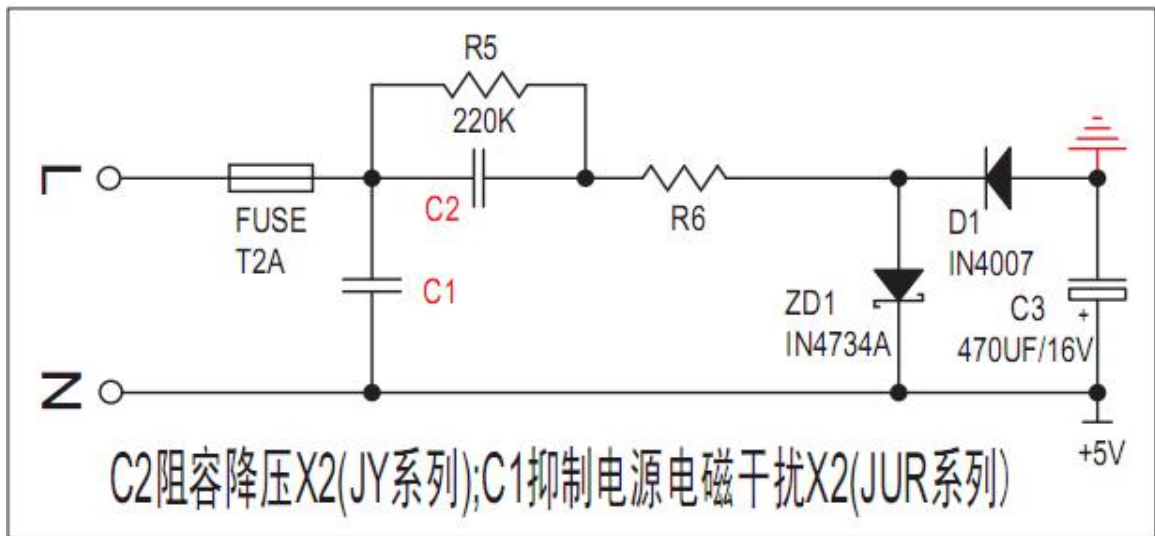 R5
220K
L
FUSE
T2A
C2
R6
D1
IN4007
C1
ZD1
IN4734A
C3
+
470UF/16V
N
+5V
C2阻容降压X2(JY系列);C1抑制电源电磁干扰X2(JUR系列)